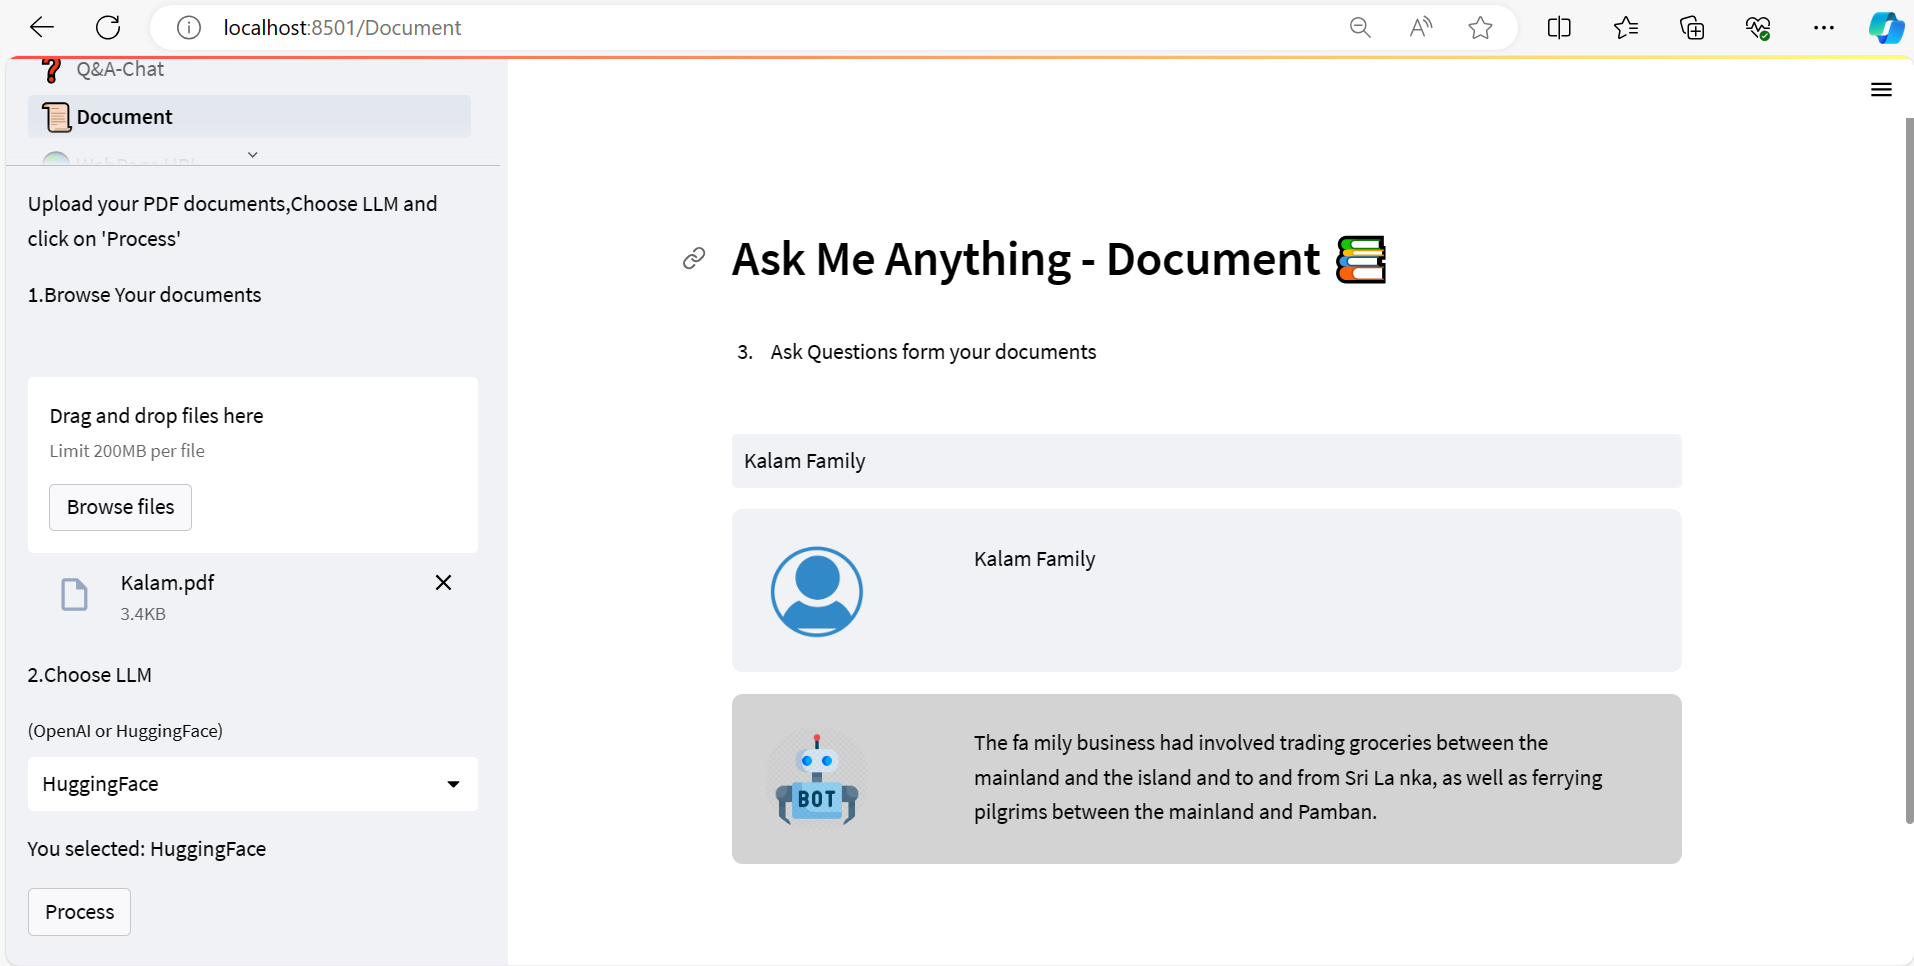 localhost:8501/Document
Q&A-Chat
Document
WebPage URL
Upload your PDF documents,Choose LLM and
click on 'Process'
1.Browse Your documents
Drag and drop files here
Limit 200MB per file
Browse files
Kalam.pdf
3.4KB
2.Choose LLM
(OpenAI or HuggingFace)
HuggingFace
You selected: HuggingFace
Process
Ask Me Anything - Document
3. Ask Questions form your documents
Kalam Family
Kalam Family
BOT
The fa mily business had involved trading groceries between the
mainland and the island and to and from Sri La nka, as well as ferrying
pilgrims between the mainland and Pamban.